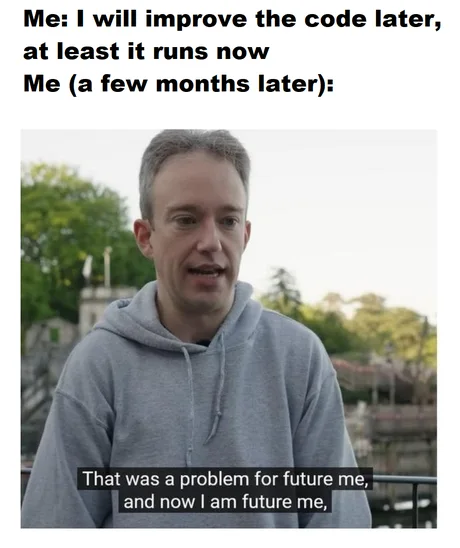 Me: I will improve the code later,
at least it runs now
Me (a few months later):
That was a problem for future me,
and now I am future me,